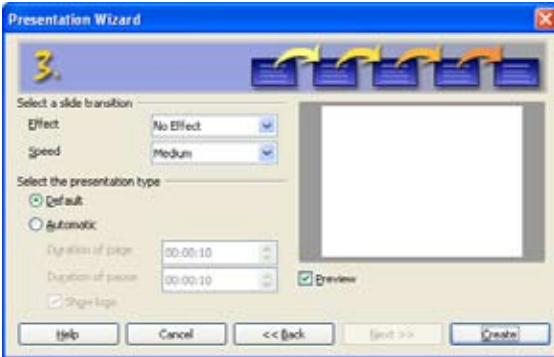 Presentation Wizard
3.
Select a slide transition
Effect No Effect
Speed Medium
Select the presentation type
Default
Automatic
Duration of page 00:00:10
Duration of pause 00:00:10
Show logo
Preview
Help Cancel << Back Next >> Create